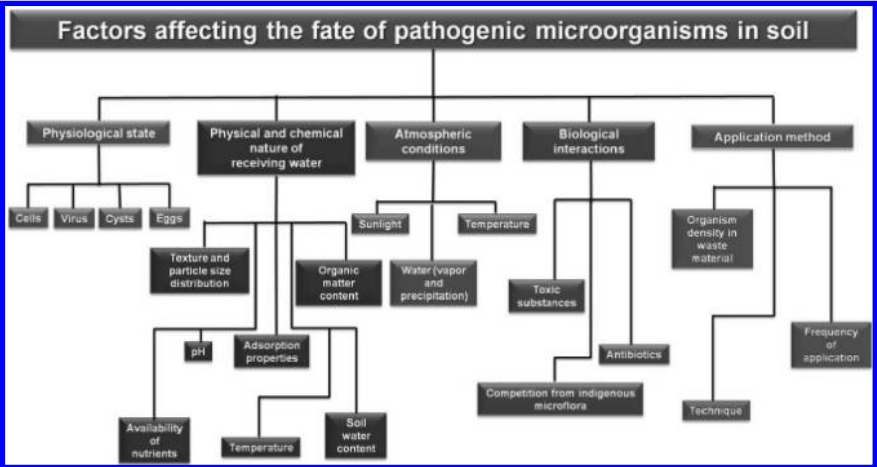 Factors affecting the fate of pathogenic microorganisms in soil
Physiological state
Cells
Virus
Cysts
Eggs
Physical and chemical
nature of
receiving water
Texture and
particle size
distribution
Organic
matter
content
pH
Adsorption
properties
Availability
of
nutrients
Temperature
Soil
water
content
Atmospheric
conditions
Sunlight
Temperature
Water (vapor
and
precipitation)
Biological
interactions
Toxic
substances
Antibiotics
Competition from indigenous
microflora
Application method
Organism
density in
waste
material
Frequency
of
application
Technique